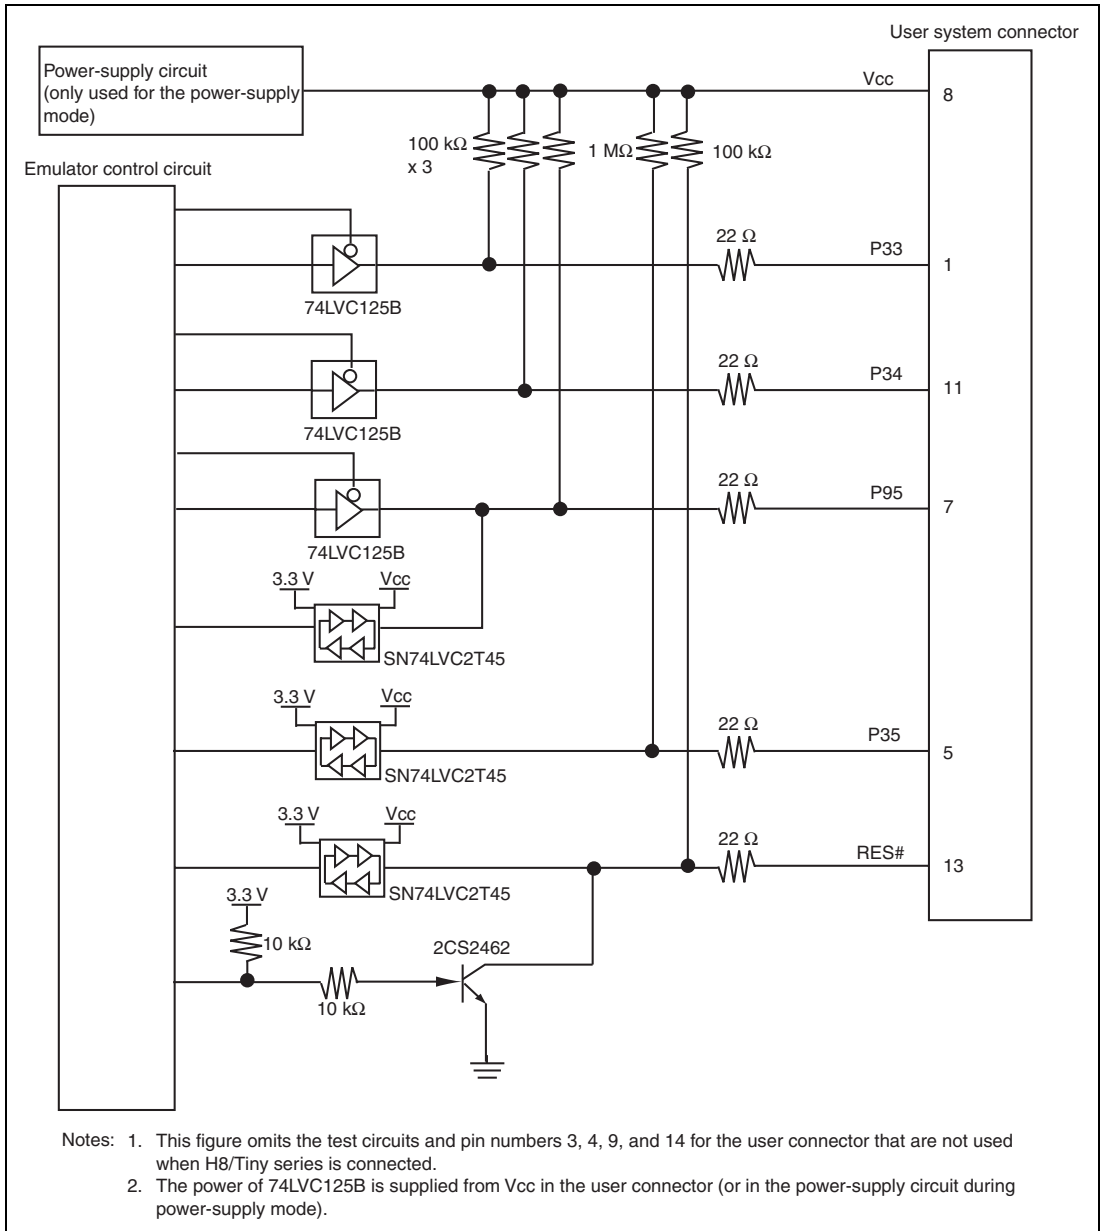 User system connector
Power-supply circuit
(only used for the power-supply
mode)
Vcc
8
100 kΩ
x 3
1 MΩ
100 kΩ
Emulator control circuit
22 Ω
P33
1
74LVC125B
22 Ω
P34
11
74LVC125B
22 Ω
P95
7
74LVC125B
3.3 V
Vcc
SN74LVC2T45
3.3 V
Vcc
22 Ω
P35
5
SN74LVC2T45
3.3 V
Vcc
22 Ω
RES#
13
SN74LVC2T45
3.3 V
10 kΩ
2CS2462
10 kΩ
Notes: 1. This figure omits the test circuits and pin numbers 3, 4, 9, and 14 for the user connector that are not used
when H8/Tiny series is connected.
2. The power of 74LVC125B is supplied from Vcc in the user connector (or in the power-supply circuit during
power-supply mode).